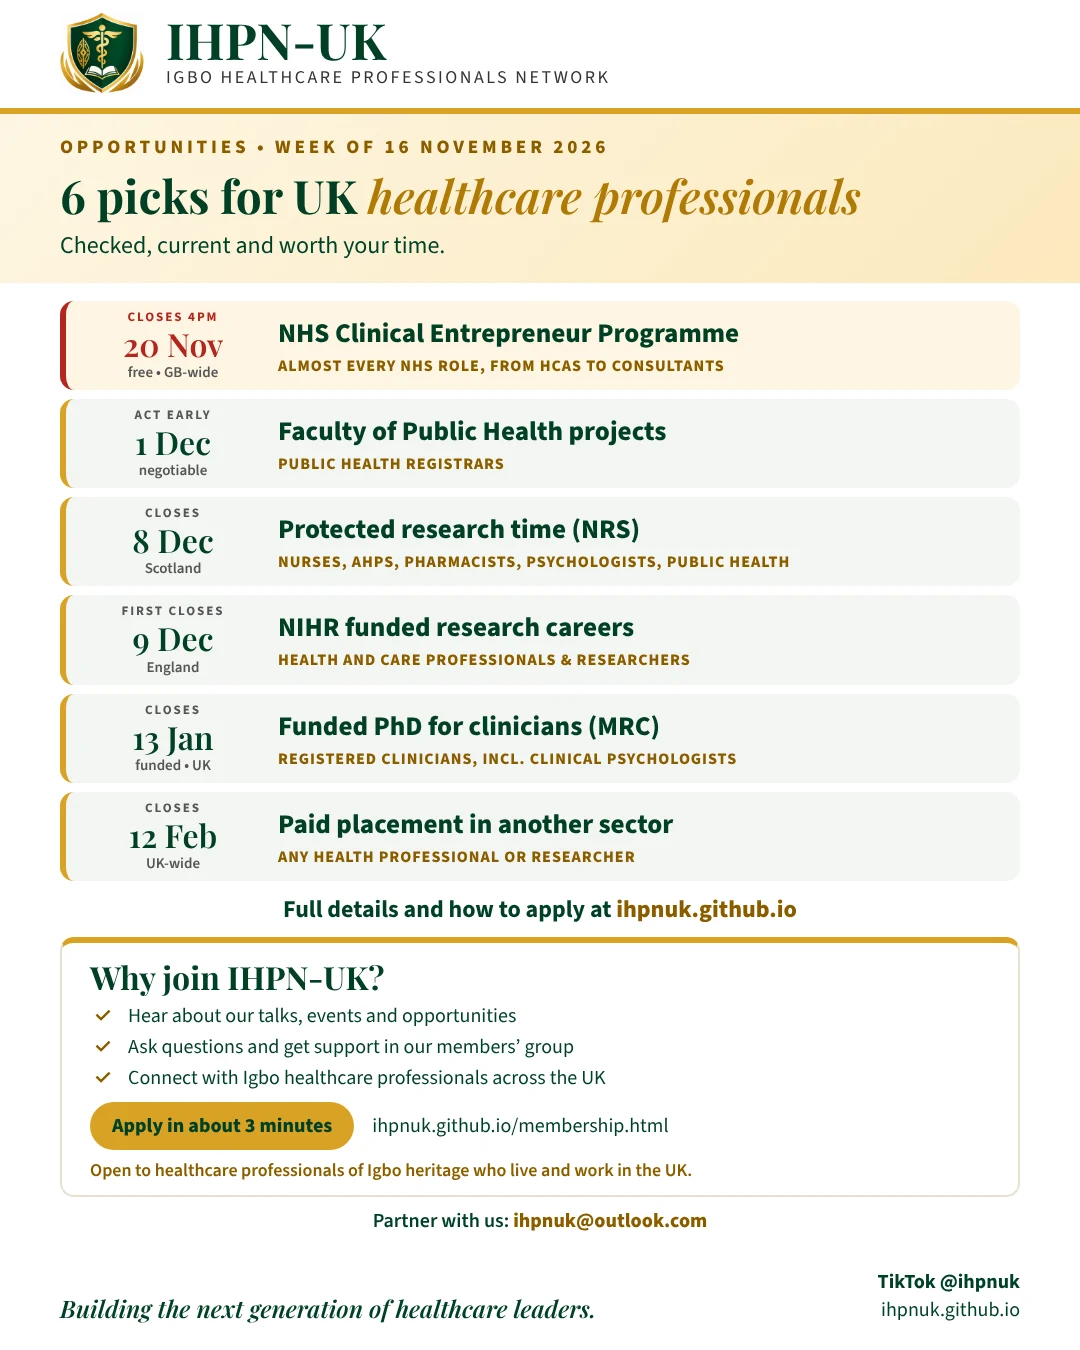 IHPN-UK
IGBO HEALTHCARE PROFESSIONALS NETWORK
OPPORTUNITIES • WEEK OF 16 NOVEMBER 2026
6 picks for UK healthcare professionals
Checked, current and worth your time.
CLOSES 4PM
20 Nov
free • GB-wide
NHS Clinical Entrepreneur Programme
ALMOST EVERY NHS ROLE, FROM HCAS TO CONSULTANTS
ACT EARLY
1 Dec
negotiable
Faculty of Public Health projects
PUBLIC HEALTH REGISTRARS
CLOSES
8 Dec
Scotland
Protected research time (NRS)
NURSES, AHPS, PHARMACISTS, PSYCHOLOGISTS, PUBLIC HEALTH
FIRST CLOSES
9 Dec
England
NIHR funded research careers
HEALTH AND CARE PROFESSIONALS & RESEARCHERS
CLOSES
13 Jan
funded • UK
Funded PhD for clinicians (MRC)
REGISTERED CLINICIANS, INCL. CLINICAL PSYCHOLOGISTS
CLOSES
12 Feb
UK-wide
Paid placement in another sector
ANY HEALTH PROFESSIONAL OR RESEARCHER
Full details and how to apply at ihpnuk.github.io
Why join IHPN-UK?
Hear about our talks, events and opportunities
Ask questions and get support in our members’ group
Connect with Igbo healthcare professionals across the UK
Apply in about 3 minutes
ihpnuk.github.io/membership.html
Open to healthcare professionals of Igbo heritage who live and work in the UK.
Partner with us: ihpnuk@outlook.com
Building the next generation of healthcare leaders.
TikTok @ihpnuk
ihpnuk.github.io